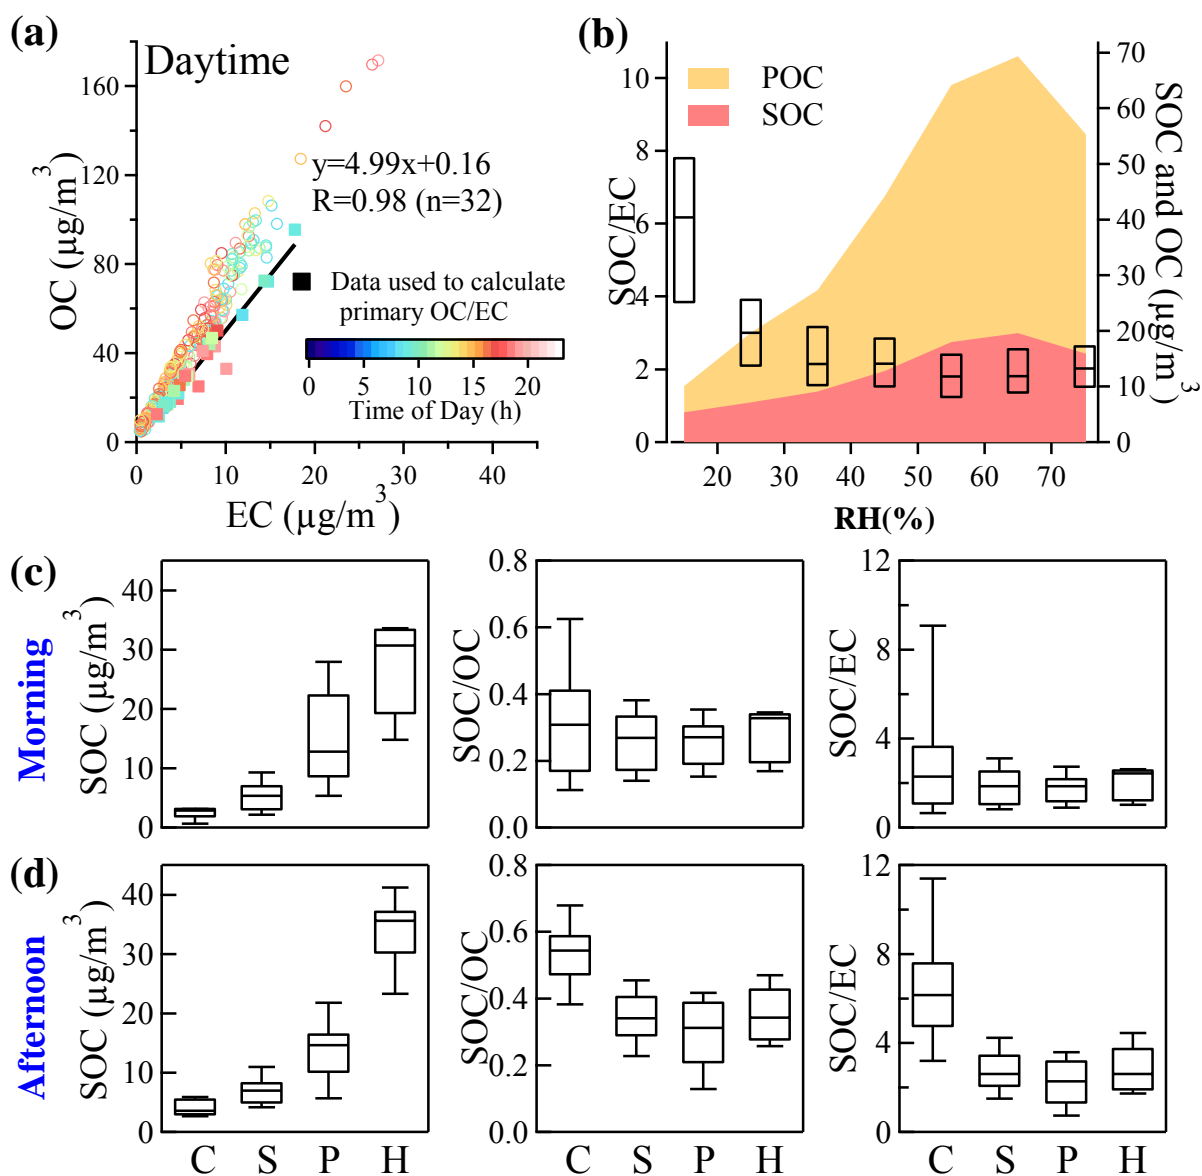 (a)
Daytime
OC (µg/m³)
160
120
80
40
0
y=4.99x+0.16
R=0.98 (n=32)
Data used to calculate
primary OC/EC
0 5 10 15 20
Time of Day (h)
0 10 20 30 40
EC (µg/m³)
(b)
POC
SOC
SOC/EC
10
8
6
4
2
0
SOC and OC (µg/m³)
70
60
50
40
30
20
10
0
20 30 40 50 60 70
RH(%)
(c)
Morning
SOC (µg/m³)
40
30
20
10
0
SOC/OC
0.8
0.6
0.4
0.2
0.0
SOC/EC
12
8
4
0
(d)
Afternoon
SOC (µg/m³)
40
30
20
10
0
C S P H
SOC/OC
0.8
0.6
0.4
0.2
0.0
C S P H
SOC/EC
12
8
4
0
C S P H